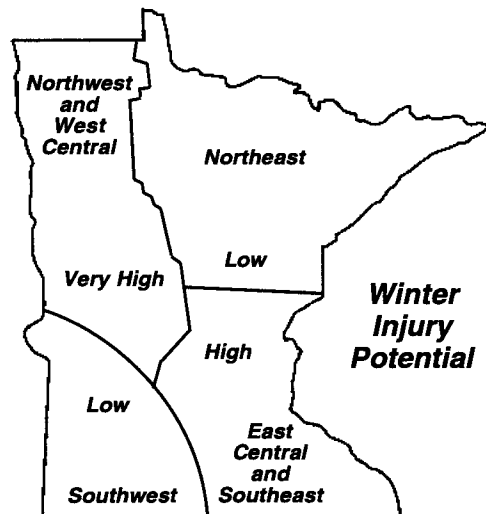 Northwest
and
West
Central
Northeast
Very High
Low
Winter
Injury
Potential
High
Low
East
Central
and
Southeast
Southwest